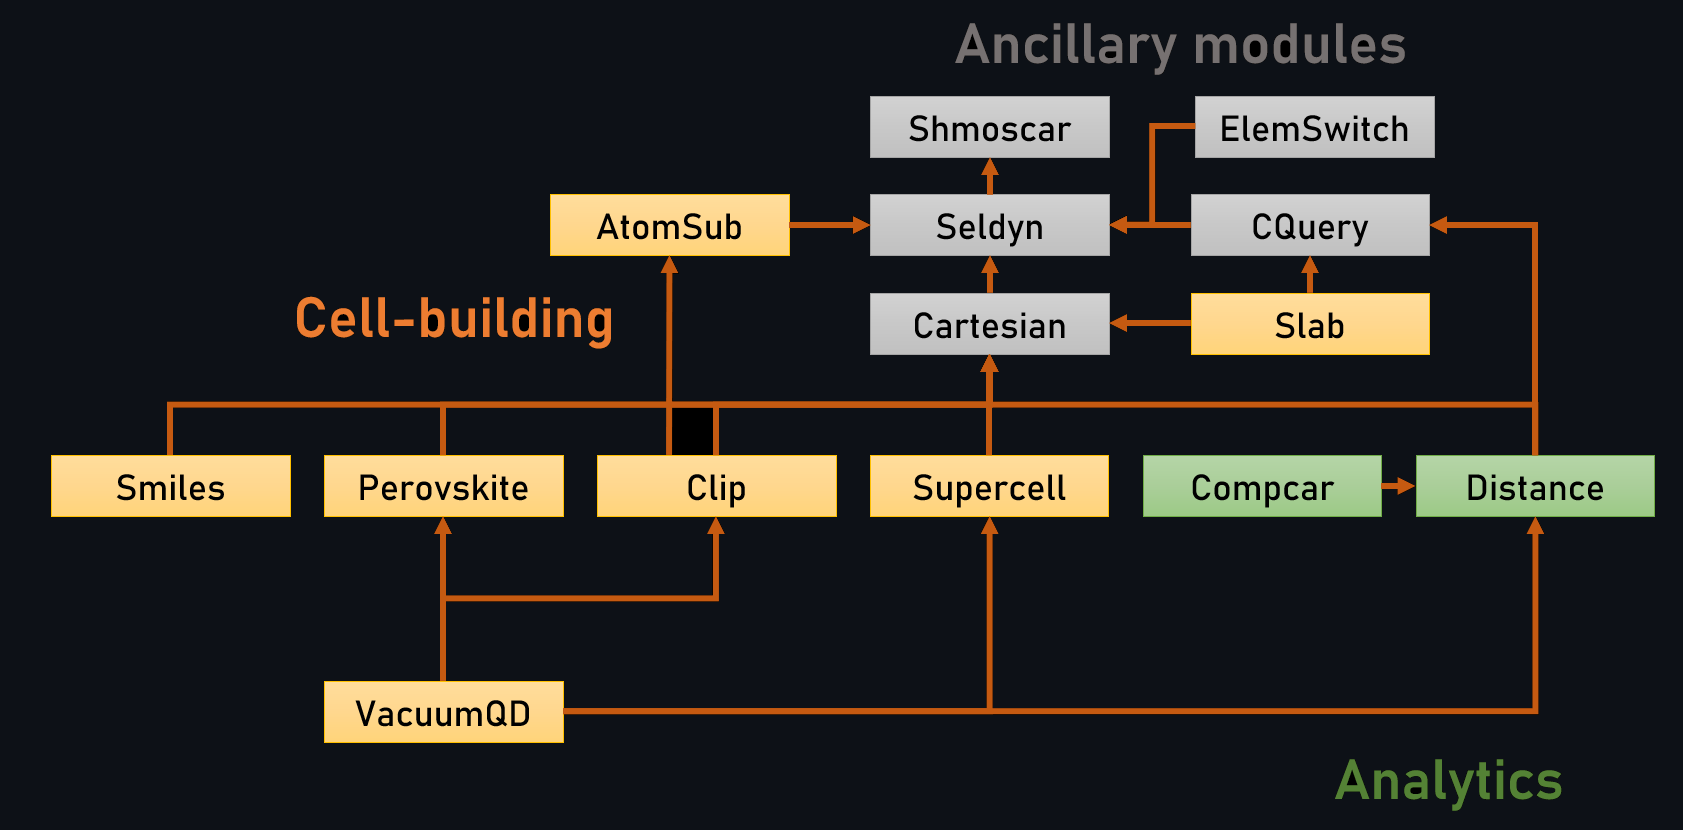 Ancillary modules
Shmoscar
ElemSwitch
AtomSub
Seldyn
CQuery
Cell-building
Cartesian
Slab
Smiles
Perovskite
Clip
Supercell
Compcar
Distance
VacuumQD
Analytics